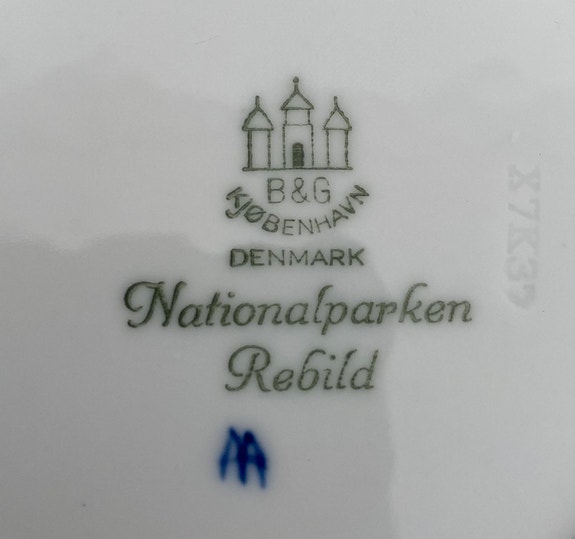 B&G
KJØBENHAVN
DENMARK
Nationalparken
Rebild